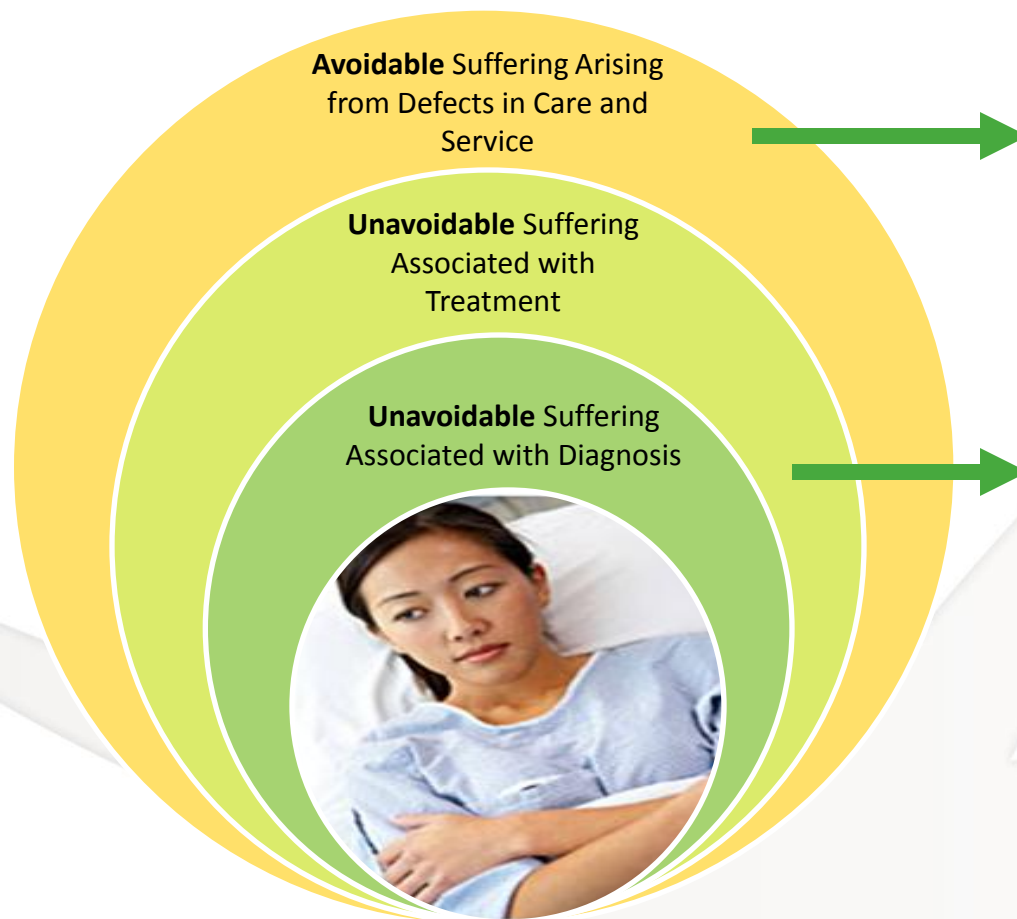 Avoidable Suffering Arising
from Defects in Care and
Service
Unavoidable Suffering
Associated with
Treatment
Unavoidable Suffering
Associated with Diagnosis